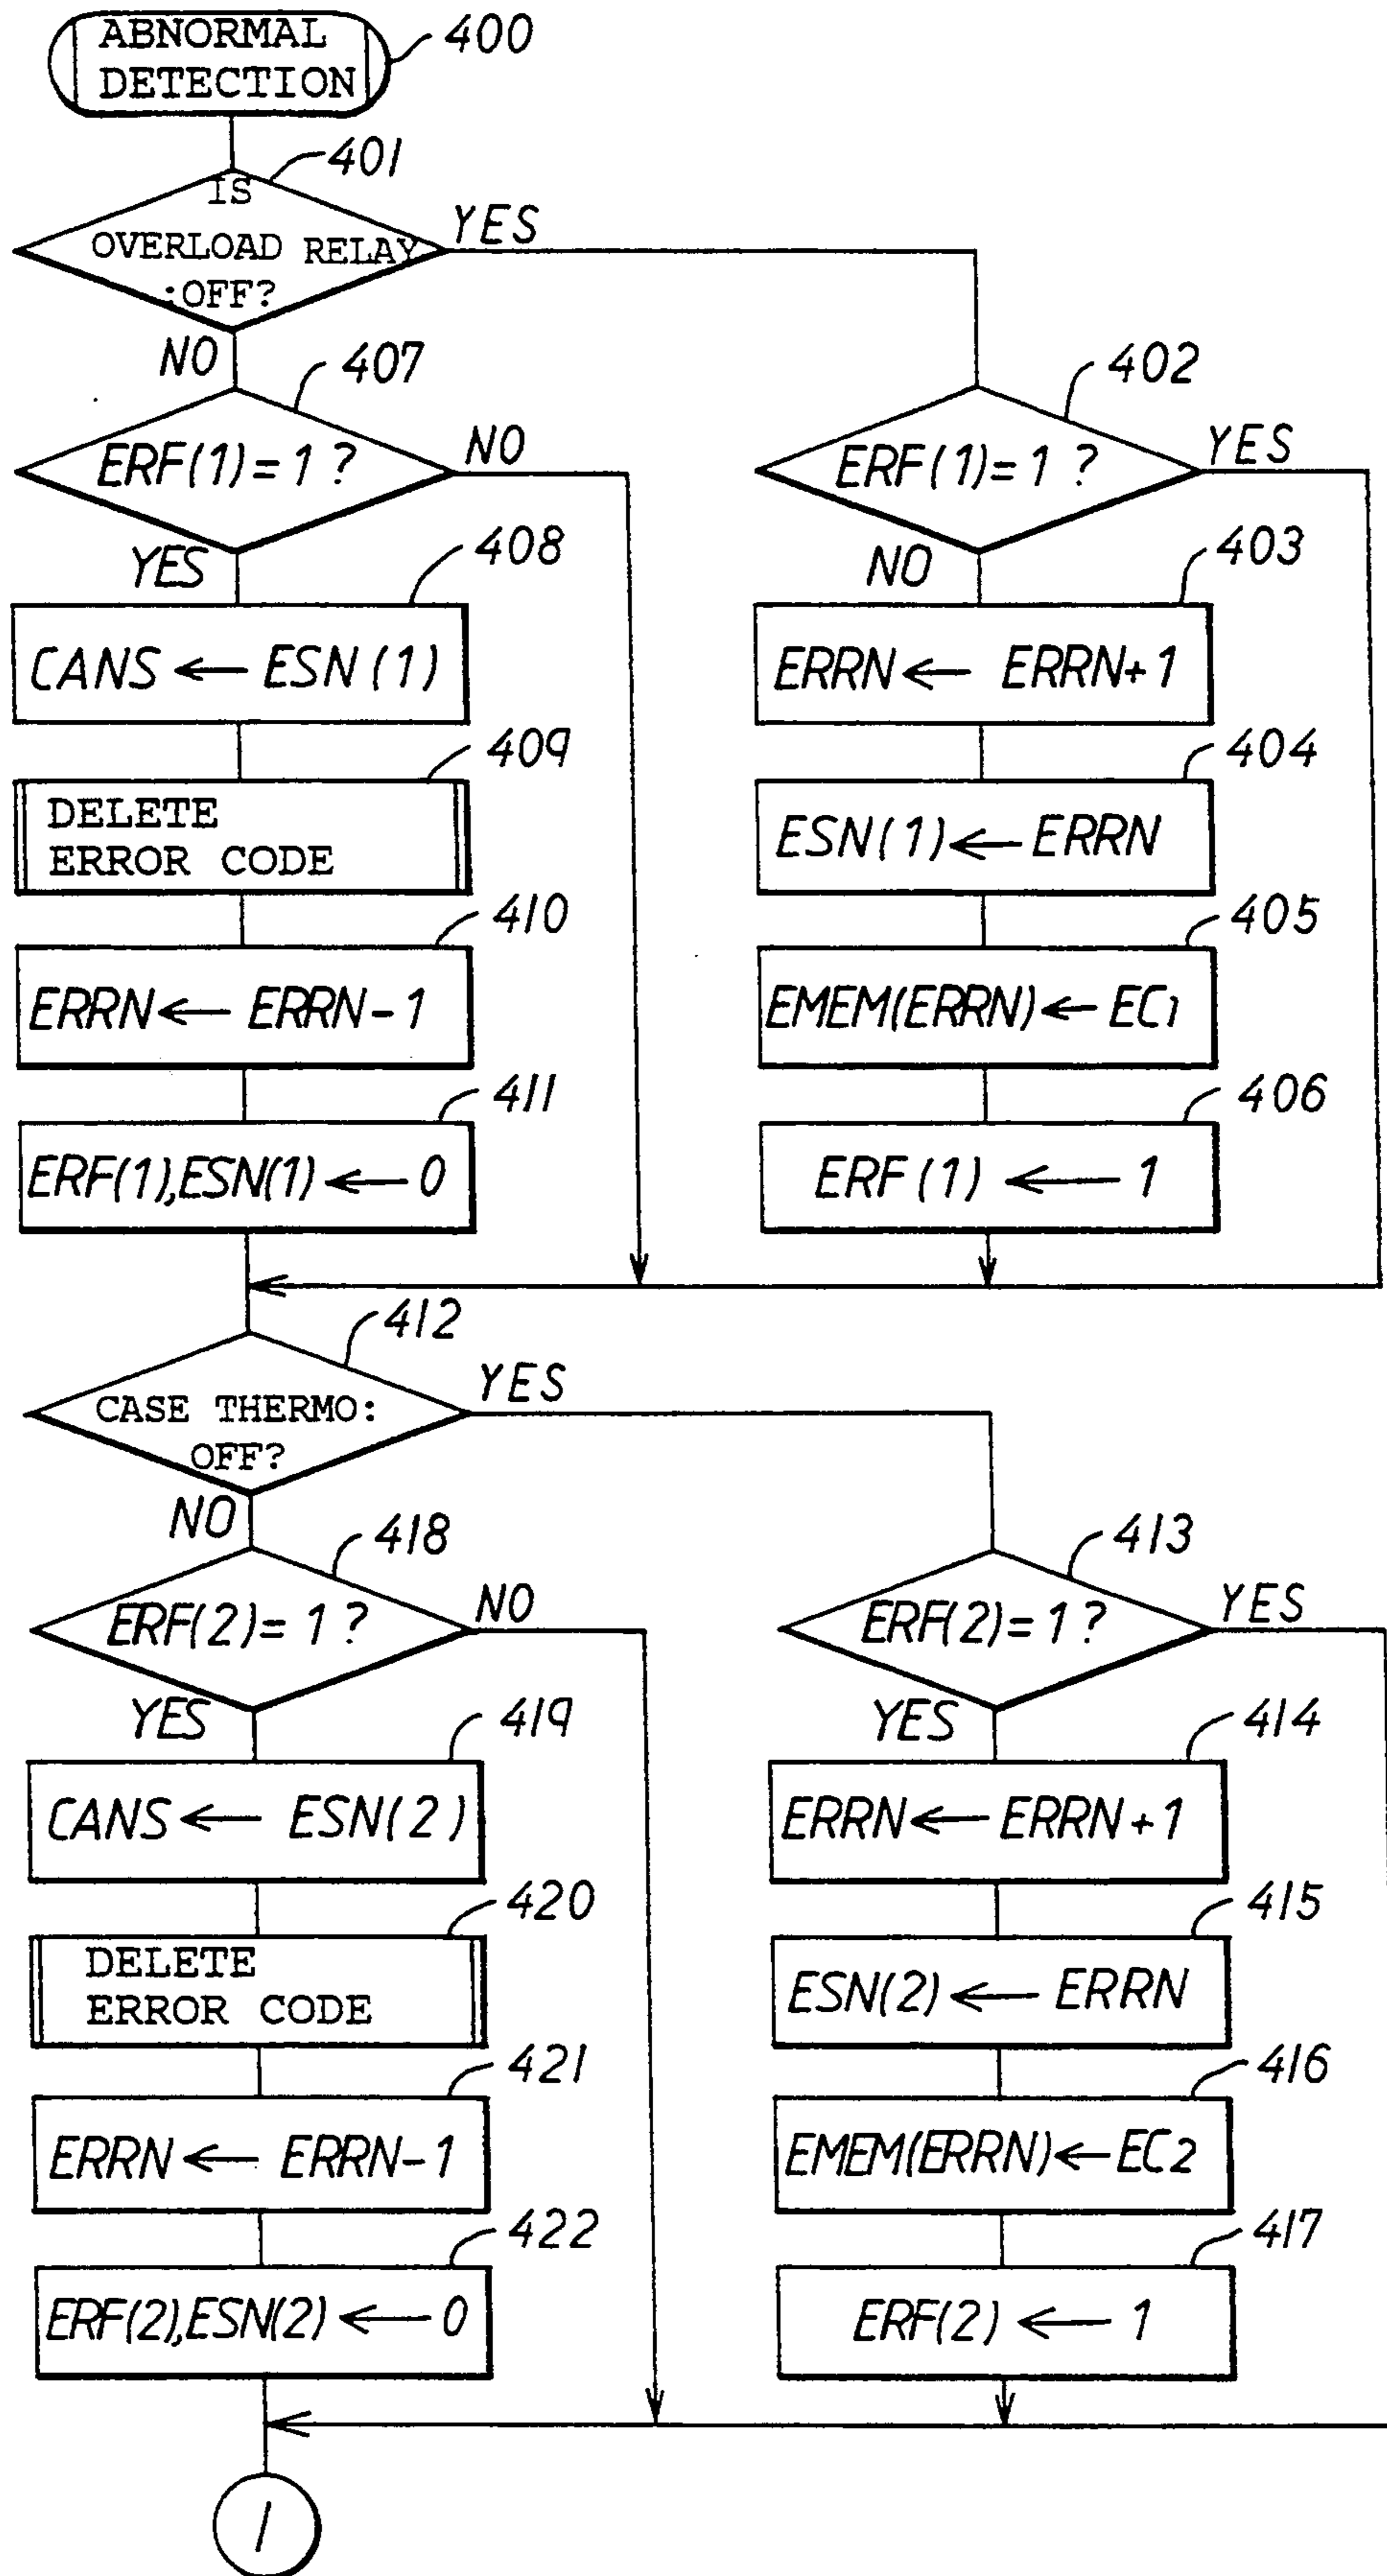 ABNORMAL
DETECTION
400
401
IS
OVERLOAD RELAY
:OFF?
YES
NO
407
402
ERF(1)=1?
NO
ERF(1)=1?
YES
YES
408
NO
403
CANS ← ESN(1)
ERRN ← ERRN+1
409
404
DELETE
ERROR CODE
ESN(1) ← ERRN
410
405
ERRN ← ERRN-1
EMEM(ERRN) ← EC1
411
406
ERF(1),ESN(1) ← 0
ERF(1) ← 1
412
CASE THERMO:
OFF?
YES
NO
418
413
ERF(2)=1?
NO
ERF(2)=1?
YES
YES
419
YES
414
CANS ← ESN(2)
ERRN ← ERRN+1
420
415
DELETE
ERROR CODE
ESN(2) ← ERRN
421
416
ERRN ← ERRN-1
EMEM(ERRN) ← EC2
422
417
ERF(2),ESN(2) ← 0
ERF(2) ← 1
1